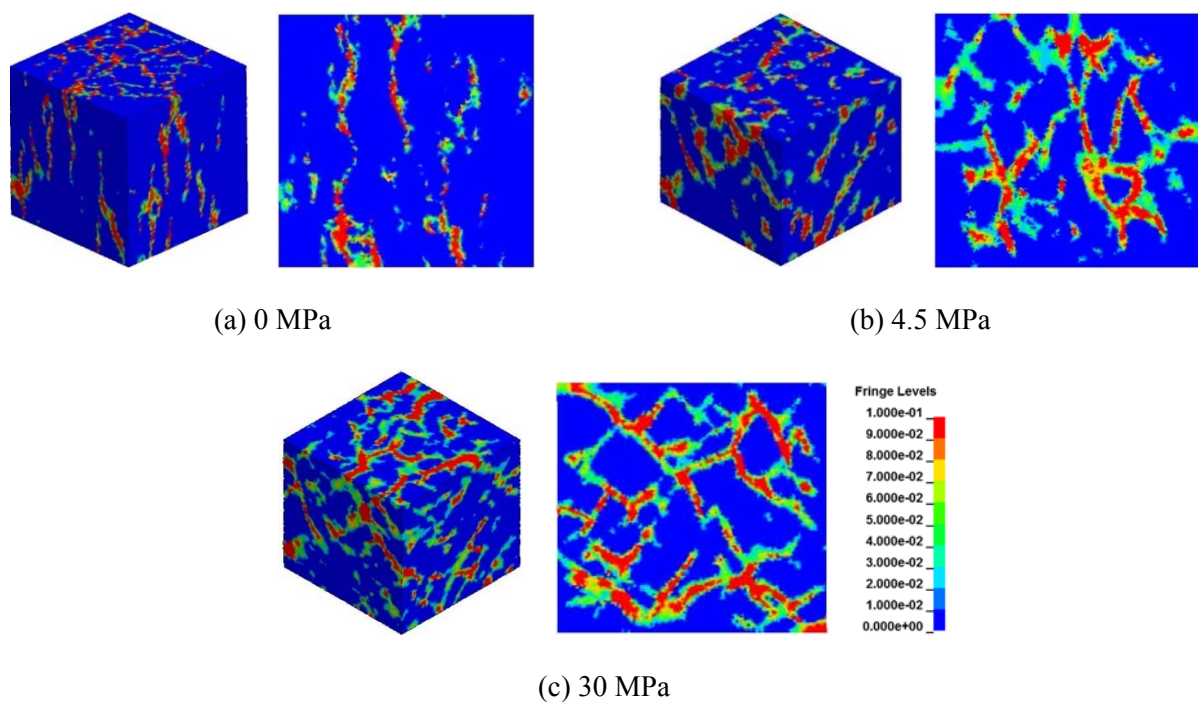 (a) 0 MPa
(b) 4.5 MPa
Fringe Levels
1.000e-01
9.000e-02
8.000e-02
7.000e-02
6.000e-02
5.000e-02
4.000e-02
3.000e-02
2.000e-02
1.000e-02
0.000e+00
(c) 30 MPa